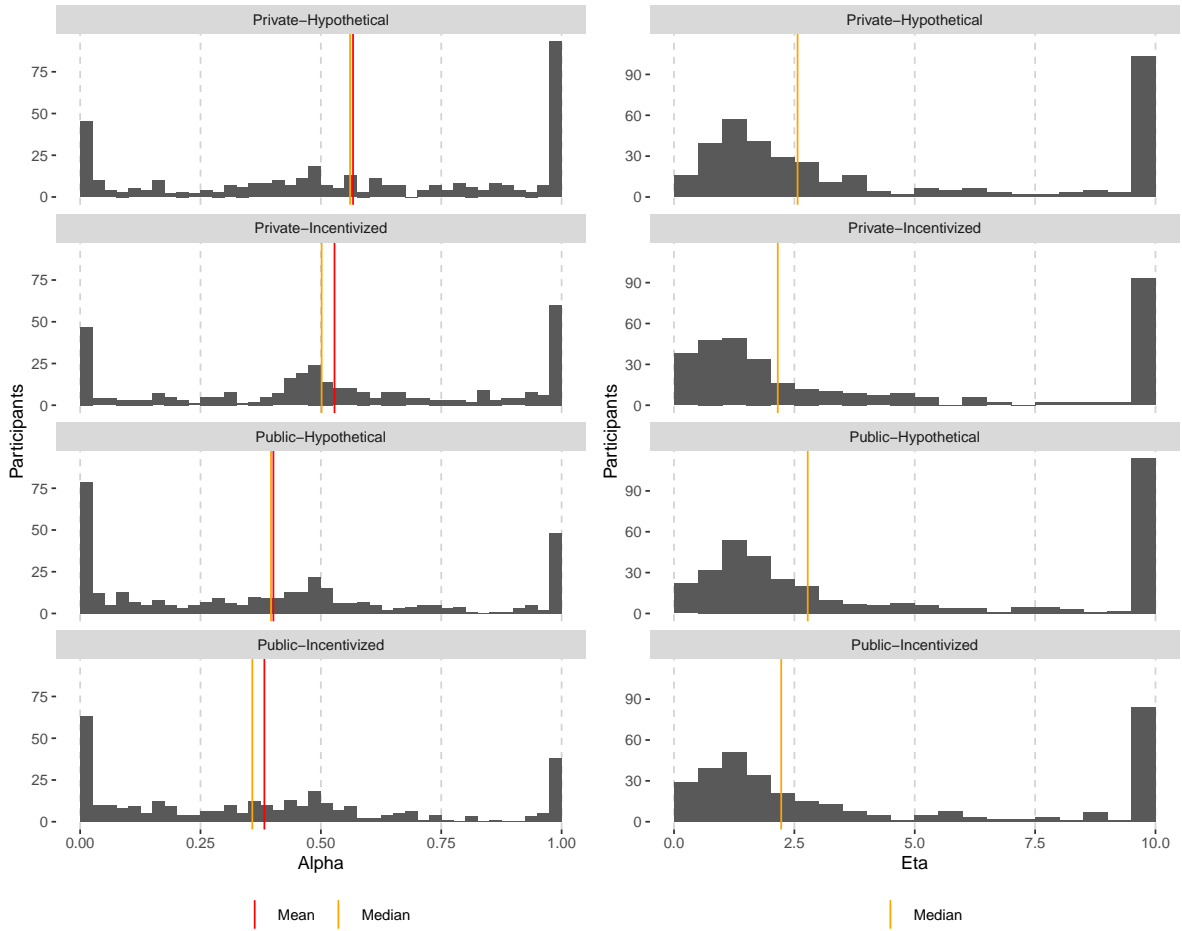 Private−Hypothetical
75
50
25
0
Private−Incentivized
75
50
25
0
Public−Hypothetical
75
50
25
0
Public−Incentivized
75
50
25
0
0.00 0.25 0.50 0.75 1.00
Alpha
Participants
Mean Median
Private−Hypothetical
90
60
30
0
Private−Incentivized
90
60
30
0
Public−Hypothetical
90
60
30
0
Public−Incentivized
90
60
30
0
0.0 2.5 5.0 7.5 10.0
Eta
Participants
Median